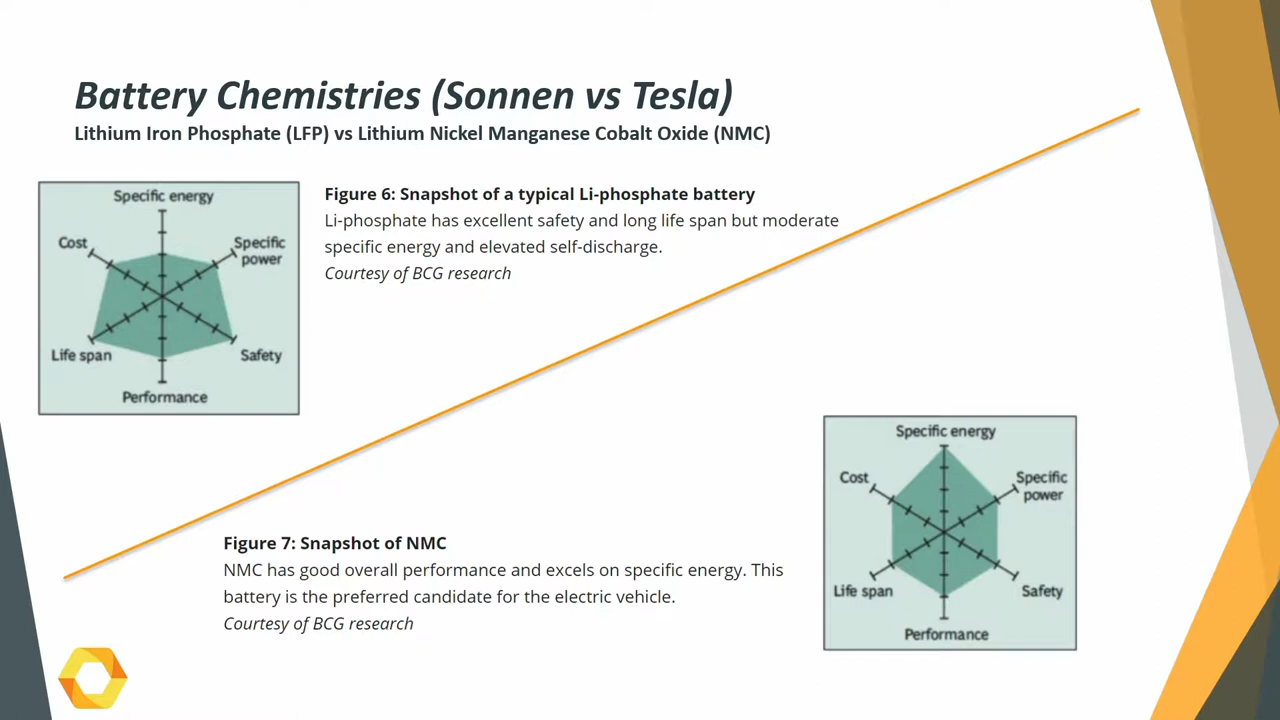 Battery Chemistries (Sonnen vs Tesla)
Lithium Iron Phosphate (LFP) vs Lithium Nickel Manganese Cobalt Oxide (NMC)
Specific energy
Cost
Specific
power
Life span
Safety
Performance
Figure 6: Snapshot of a typical Li-phosphate battery
Li-phosphate has excellent safety and long life span but moderate
specific energy and elevated self-discharge.
Courtesy of BCG research
Figure 7: Snapshot of NMC
NMC has good overall performance and excels on specific energy. This
battery is the preferred candidate for the electric vehicle.
Courtesy of BCG research
Specific energy
Cost
Specific
power
Life span
Safety
Performance